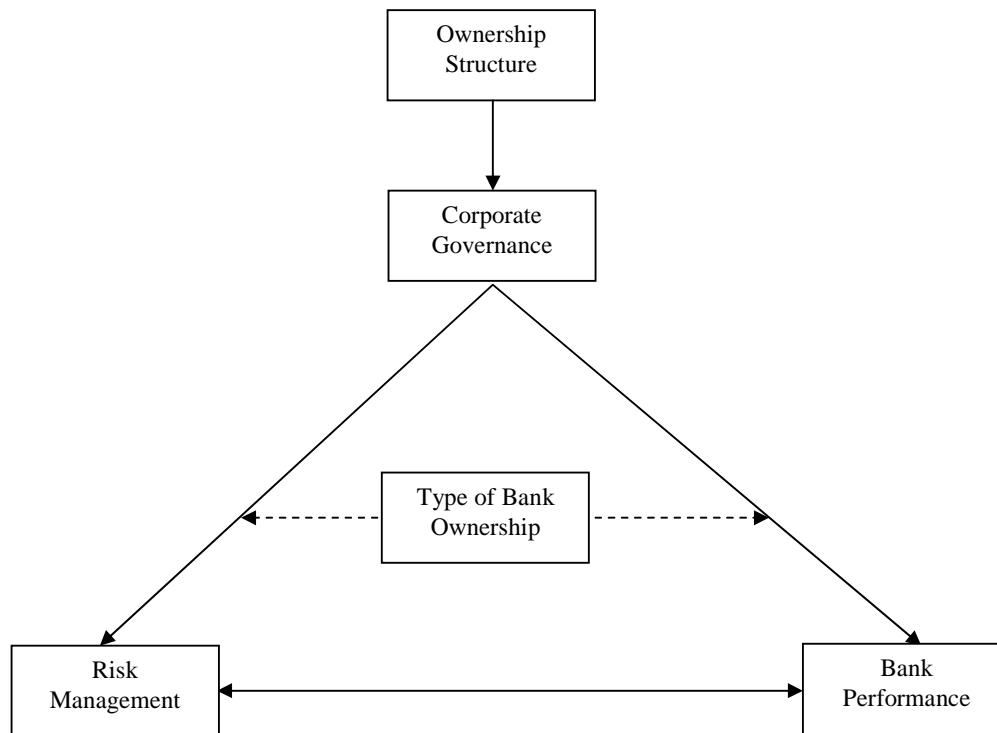 Ownership
Structure
Corporate
Governance
Type of Bank
Ownership
Risk
Management
Bank
Performance